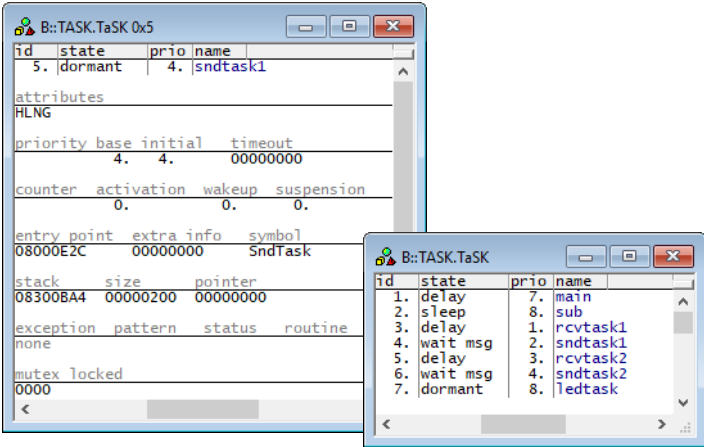 B::TASK.TaSK 0x5
id state prio name
5. dormant 4. sndtask1
attributes
HLNG
priority base initial timeout
4. 4. 00000000
counter activation wakeup suspension
0. 0. 0.
entry point extra info symbol
08000E2C 00000000 SndTask
stack size pointer
08300BA4 00000200 00000000
exception pattern status routine
none
mutex locked
0000
B::TASK.TaSK
id state prio name
1. delay 7. main
2. sleep 8. sub
3. delay 1. rcvtask1
4. wait msg 2. sndtask1
5. delay 3. rcvtask2
6. wait msg 4. sndtask2
7. dormant 8. ledtask